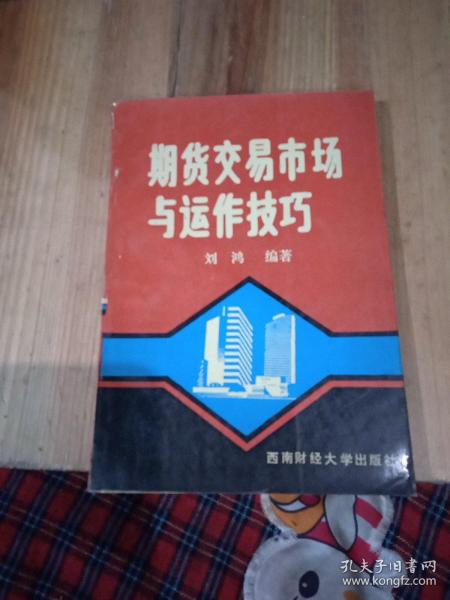 期货交易市场
与运作技巧
刘鸿 编著
西南财经大学出版社
孔夫子旧书网
www.kongfz.com